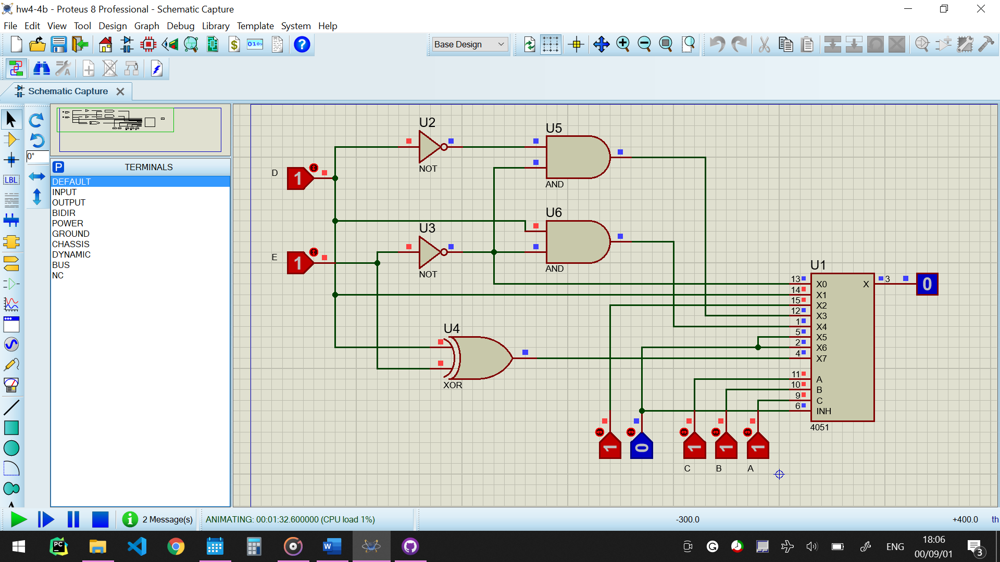 hw4-4b - Proteus 8 Professional - Schematic Capture
File Edit View Tool Design Graph Debug Library Template System Help
Base Design
Schematic Capture
0°
P TERMINALS
LBL
DEFAULT
INPUT
OUTPUT
BIDIR
POWER
GROUND
CHASSIS
DYNAMIC
BUS
NC
U2
NOT
U5
AND
D 1
U6
AND
U3
NOT
E 1
U4
XOR
U1
13 X0 X 3 0
14 X1
15 X2
12 X3
1 X4
5 X5
2 X6
4 X7
11 A
10 B
9 C
6 INH
4051
1 0 1 1 1
C B A
2 Message(s) ANIMATING: 00:01:32.600000 (CPU load 1%) -300.0 +400.0 th
PC W ENG
18:06
00/09/01
3